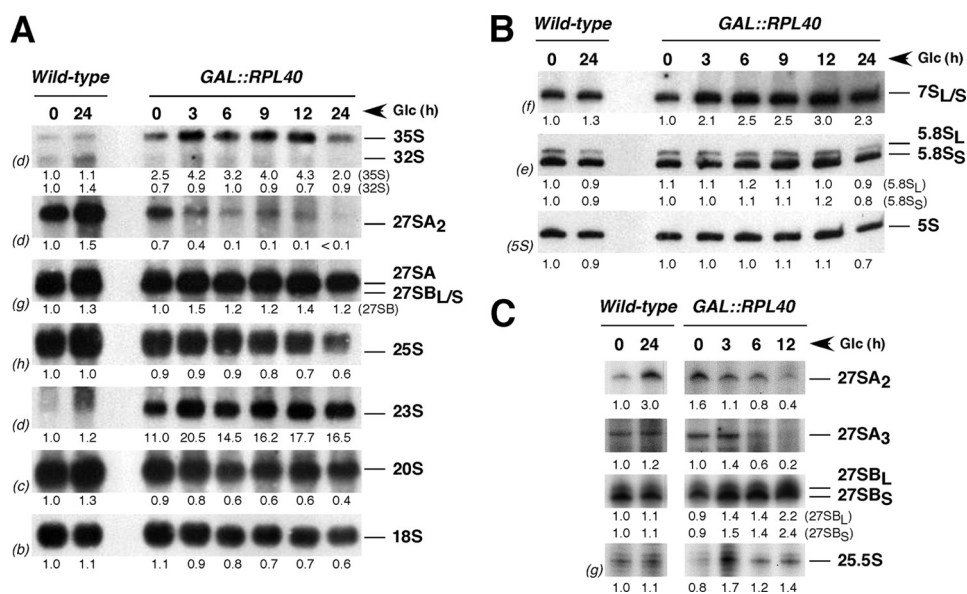 A
Wild-type GAL::RPL40
0 24 0 3 6 9 12 24 Glc (h)
35S
(d) 32S
1.0 1.1 2.5 4.2 3.2 4.0 4.3 2.0 (35S)
1.0 1.4 0.7 0.9 1.0 0.9 0.7 0.9 (32S)
(d) 27SA2
1.0 1.5 0.7 0.4 0.1 0.1 0.1 < 0.1
27SA
(g) 27SBL/S
1.0 1.3 1.0 1.5 1.2 1.2 1.4 1.2 (27SB)
(h) 25S
1.0 1.0 0.9 0.9 0.9 0.8 0.7 0.6
(d) 23S
1.0 1.2 11.0 20.5 14.5 16.2 17.7 16.5
(c) 20S
1.0 1.3 0.9 0.8 0.6 0.6 0.6 0.4
(b) 18S
1.0 1.1 1.1 0.9 0.8 0.7 0.7 0.6
B
Wild-type GAL::RPL40
0 24 0 3 6 9 12 24 Glc (h)
(f) 7SL/S
1.0 1.3 1.0 2.1 2.5 2.5 3.0 2.3
5.8SL
(e) 5.8SS
1.0 0.9 1.1 1.1 1.2 1.1 1.0 0.9 (5.8SL)
1.0 0.9 1.0 1.0 1.1 1.1 1.2 0.8 (5.8SS)
(5S) 5S
1.0 0.9 1.0 1.0 1.0 1.1 1.1 0.7
C
Wild-type GAL::RPL40
0 24 0 3 6 12 Glc (h)
27SA2
1.0 3.0 1.6 1.1 0.8 0.4
27SA3
1.0 1.2 1.0 1.4 0.6 0.2
27SBL
27SBS
1.0 1.1 0.9 1.4 1.4 2.2 (27SBL)
1.0 1.1 0.9 1.5 1.4 2.4 (27SBS)
(g) 25.5S
1.0 1.1 0.8 1.7 1.2 1.4